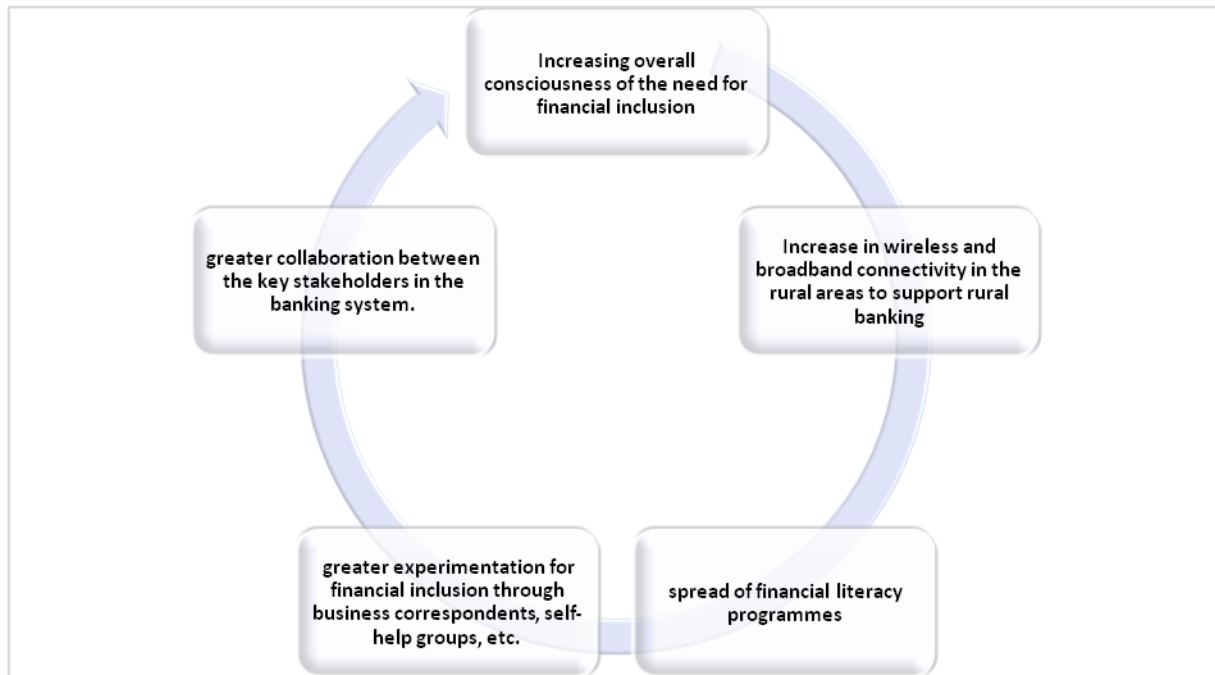 Increasing overall
consciousness of the need for
financial inclusion
Increase in wireless and
broadband connectivity in the
rural areas to support rural
banking
spread of financial literacy
programmes
greater experimentation for
financial inclusion through
business correspondents, self-
help groups, etc.
greater collaboration between
the key stakeholders in the
banking system.